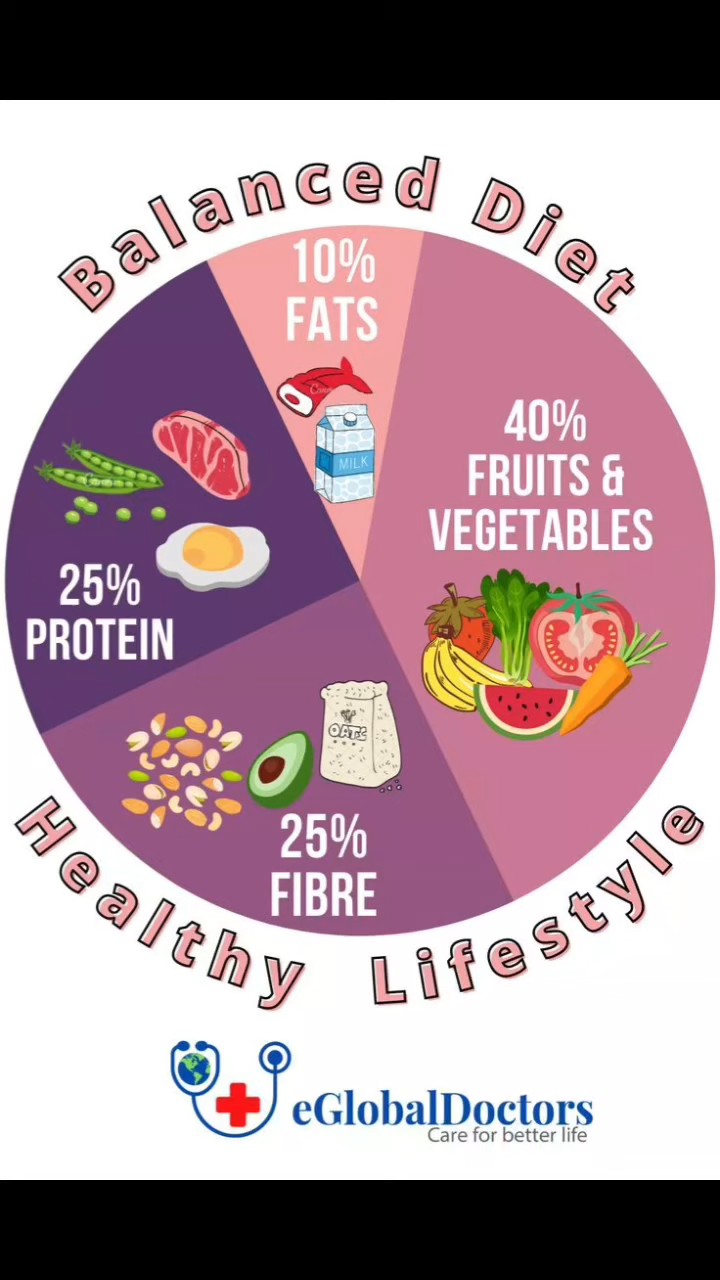 Balanced Diet
10%
FATS
MILK
40%
FRUITS &
VEGETABLES
25%
PROTEIN
OATS
25%
FIBRE
Healthy Lifestyle
eGlobalDoctors
Care for better life